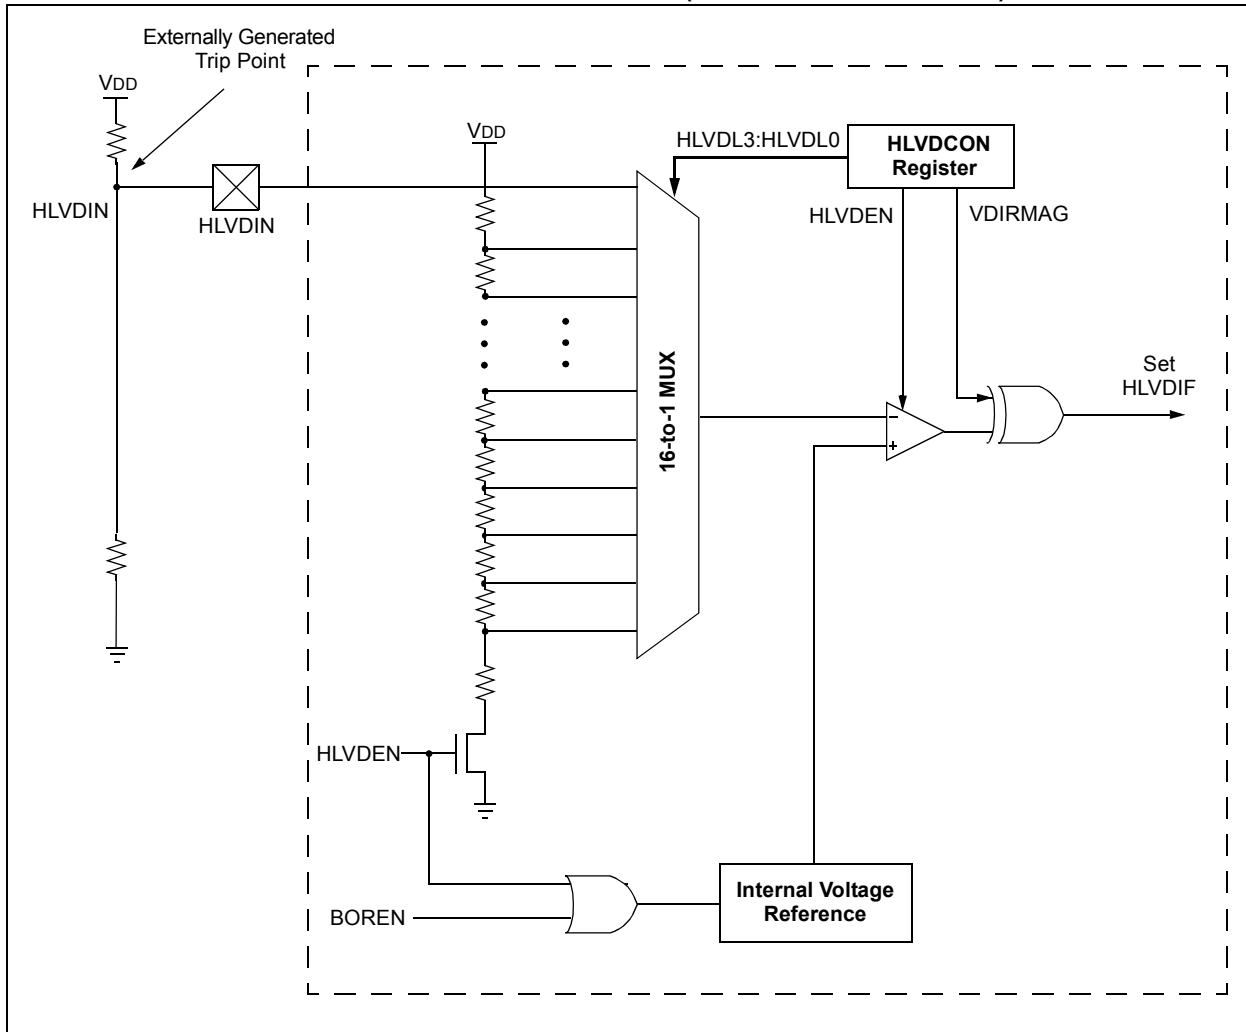 Externally Generated
Trip Point
VDD
VDD
HLVDL3:HLVDL0
HLVDCON
Register
HLVDIN
HLVDIN
HLVDEN
VDIRMAG
16-to-1 MUX
Set
HLVDIF
–
+
HLVDEN
BOREN
Internal Voltage
Reference